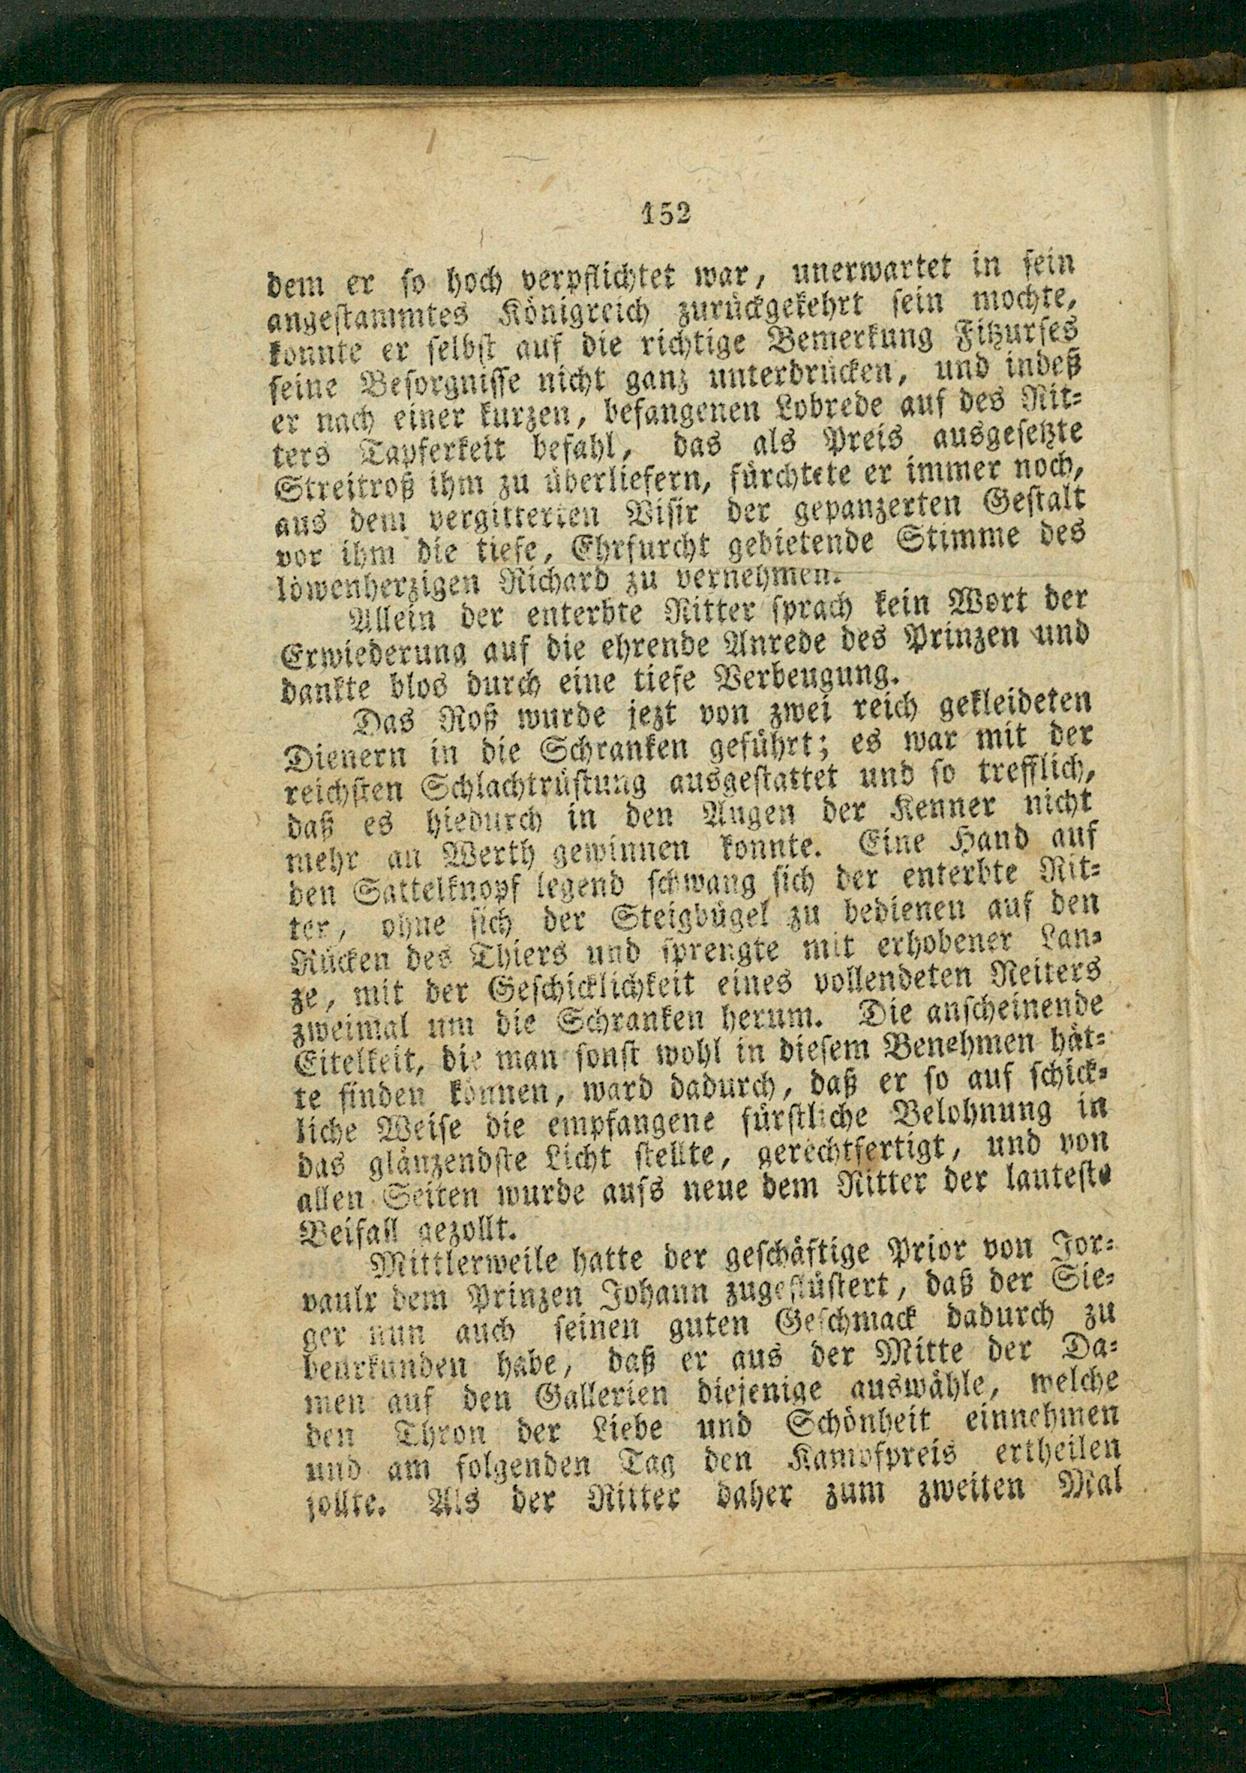 152
dem er so hoch verpflichtet war, unerwartet in sein
angestammtes Königreich zurückgekehrt sein mochte,
konnte er selbst auf die richtige Bemerkung Fitzurses
seine Besorgnisse nicht ganz unterdrücken, und indeß
er nach einer kurzen, befangenen Lobrede auf des Rit-
ters Tapferkeit befahl, das als Preis ausgesetzte
Streitroß ihm zu überliefern, fürchtete er immer noch,
aus dem vergitterten Visir der gepanzerten Gestalt
vor ihm die tiefe, Ehrfurcht gebietende Stimme des
löwenherzigen Richard zu vernehmen.
Allein der enterbte Ritter sprach kein Wort der
Erwiederung auf die ehrende Anrede des Prinzen und
dankte blos durch eine tiefe Verbeugung.
Das Roß wurde jezt von zwei reich gekleideten
Dienern in die Schranken geführt; es war mit der
reichsten Schlachtrüstung ausgestattet und so trefflich,
daß es hiedurch in den Augen der Kenner nicht
mehr an Werth gewinnen konnte. Eine Hand auf
den Sattelknopf legend schwang sich der enterbte Rit-
ter, ohne sich der Steigbügel zu bedienen auf den
Rücken des Thiers und sprengte mit erhobener Lan-
ze, mit der Geschicklichkeit eines vollendeten Reiters
zweimal um die Schranken herum. Die anscheinende
Eitelkeit, die man sonst wohl in diesem Benehmen hät-
te finden können, ward dadurch, daß er so auf schick-
liche Weise die empfangene fürstliche Belohnung in
das glänzendste Licht stellte, gerechtfertigt, und von
allen Seiten wurde aufs neue dem Ritter der lauteste
Beifall gezollt.
Mittlerweile hatte der geschäftige Prior von Jor-
vaulx dem Prinzen Johann zugeflüstert, daß der Sie-
ger nun auch seinen guten Geschmack dadurch zu
beurkunden habe, daß er aus der Mitte der Da-
men auf den Gallerien diejenige auswähle, welche
den Thron der Liebe und Schönheit einnehmen
und am folgenden Tag den Kampfpreis ertheilen
sollte. Als der Ritter daher zum zweiten Mal